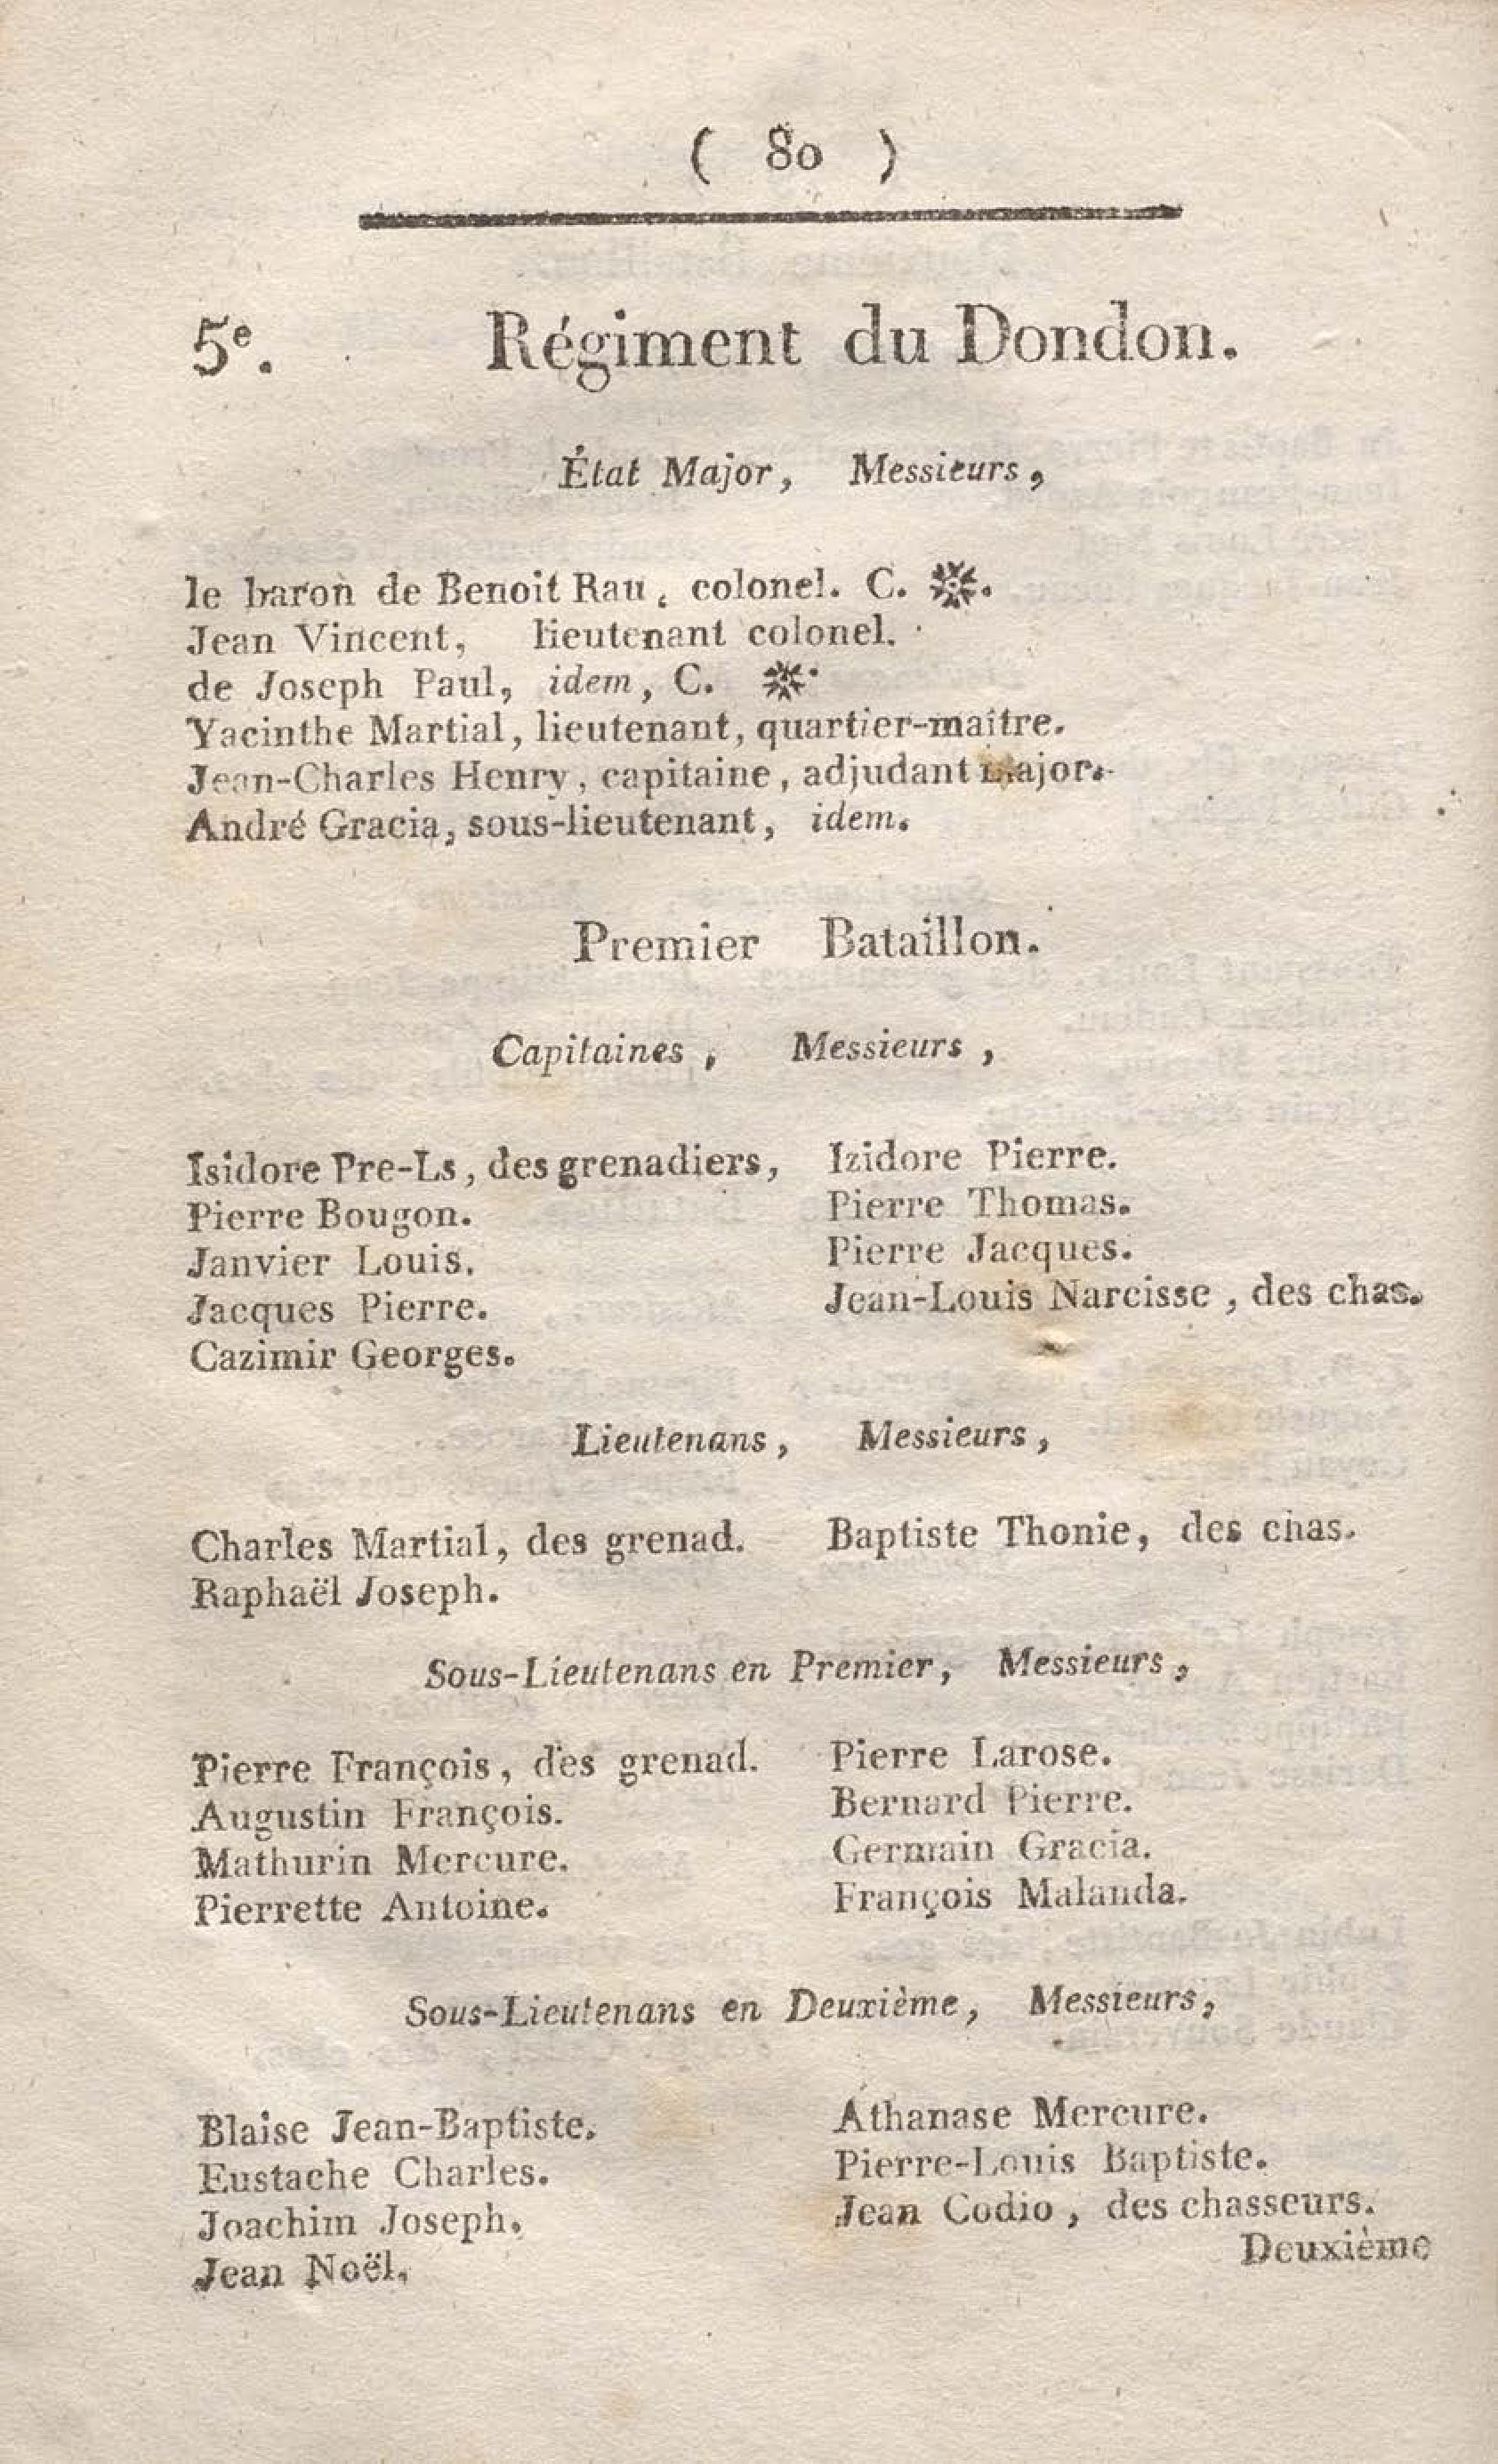 ( 80 )
5e. Régiment du Dondon.
État Major, Messieurs,
le baron de Benoit Rau, colonel. C. ❋.
Jean Vincent, lieutenant colonel.
de Joseph Paul, idem, C. ❋.
Yacinthe Martial, lieutenant, quartier-maître.
Jean-Charles Henry, capitaine, adjudant major.
André Gracia, sous-lieutenant, idem.
Premier Bataillon.
Capitaines, Messieurs,
Isidore Pre-Ls, des grenadiers,
Pierre Bougon.
Janvier Louis.
Jacques Pierre.
Cazimir Georges.
Izidore Pierre.
Pierre Thomas.
Pierre Jacques.
Jean-Louis Narcisse, des chas.
Lieutenans, Messieurs,
Charles Martial, des grenad.
Raphaël Joseph.
Baptiste Thonie, des chas.
Sous-Lieutenans en Premier, Messieurs,
Pierre François, des grenad.
Augustin François.
Mathurin Mercure.
Pierrette Antoine.
Pierre Larose.
Bernard Pierre.
Germain Gracia.
François Malanda.
Sous-Lieutenans en Deuxième, Messieurs,
Blaise Jean-Baptiste.
Eustache Charles.
Joachim Joseph.
Jean Noël.
Athanase Mercure.
Pierre-Louis Baptiste.
Jean Codio, des chasseurs.
Deuxième